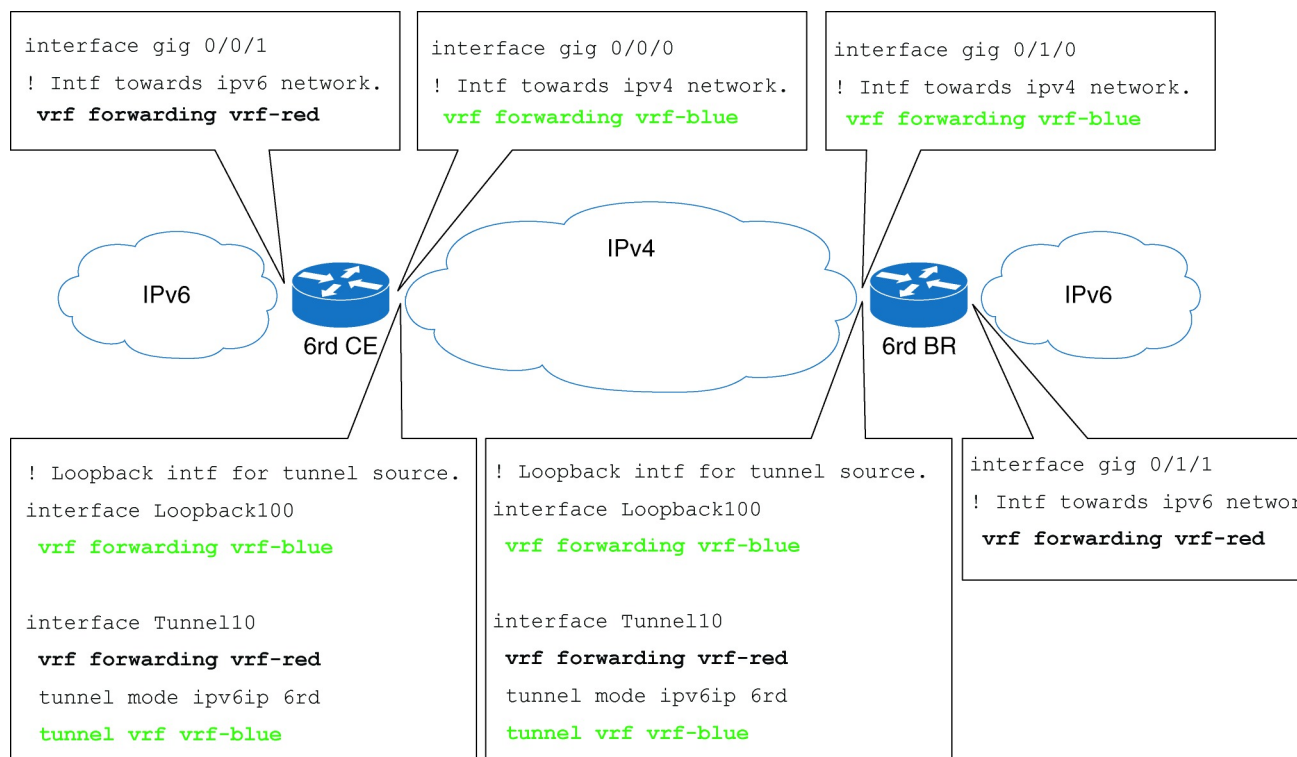 interface gig 0/0/1
! Intf towards ipv6 network.
vrf forwarding vrf-red
interface gig 0/0/0
! Intf towards ipv4 network.
vrf forwarding vrf-blue
interface gig 0/1/0
! Intf towards ipv4 network.
vrf forwarding vrf-blue
IPv6
6rd CE
IPv4
6rd BR
IPv6
! Loopback intf for tunnel source.
interface Loopback100
vrf forwarding vrf-blue
interface Tunnel10
vrf forwarding vrf-red
tunnel mode ipv6ip 6rd
tunnel vrf vrf-blue
! Loopback intf for tunnel source.
interface Loopback100
vrf forwarding vrf-blue
interface Tunnel10
vrf forwarding vrf-red
tunnel mode ipv6ip 6rd
tunnel vrf vrf-blue
interface gig 0/1/1
! Intf towards ipv6 networ
vrf forwarding vrf-red